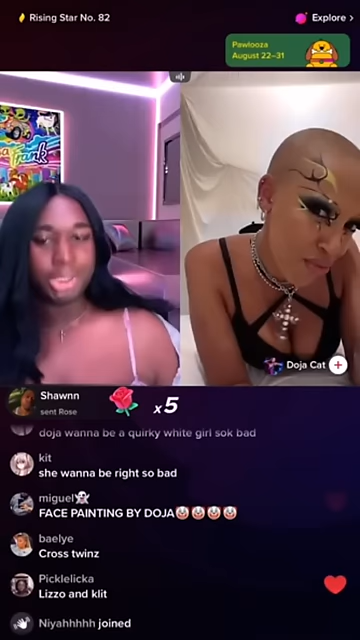 Rising Star No. 82
Explore >
Pawlooza
August 22–31
Frank
Doja Cat +
Shawnn
sent Rose
x5
doja wanna be a quirky white girl sok bad
kit
she wanna be right so bad
miguel👻
FACE PAINTING BY DOJA🤡🤡🤡🤡
baelye
Cross twinz
Picklelicka
Lizzo and klit
Niyahhhhh joined